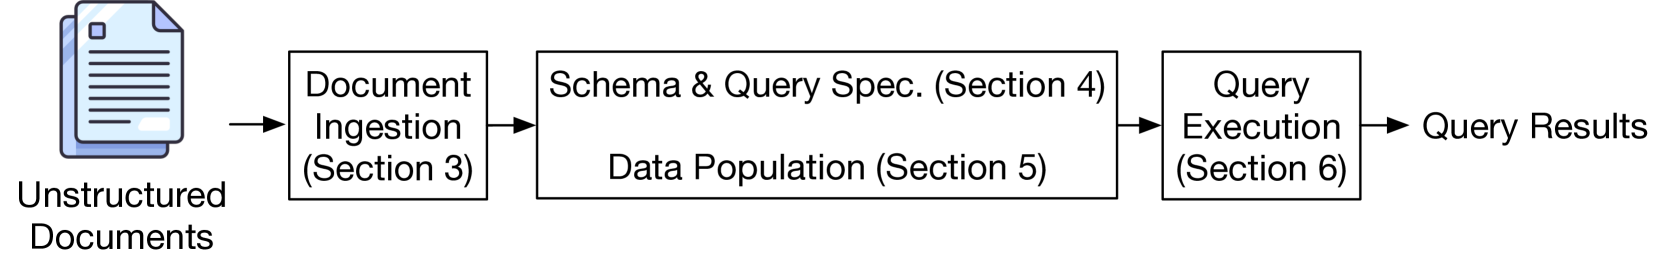 Unstructured
Documents
Document
Ingestion
(Section 3)
Schema & Query Spec. (Section 4)
Data Population (Section 5)
Query
Execution
(Section 6)
Query Results